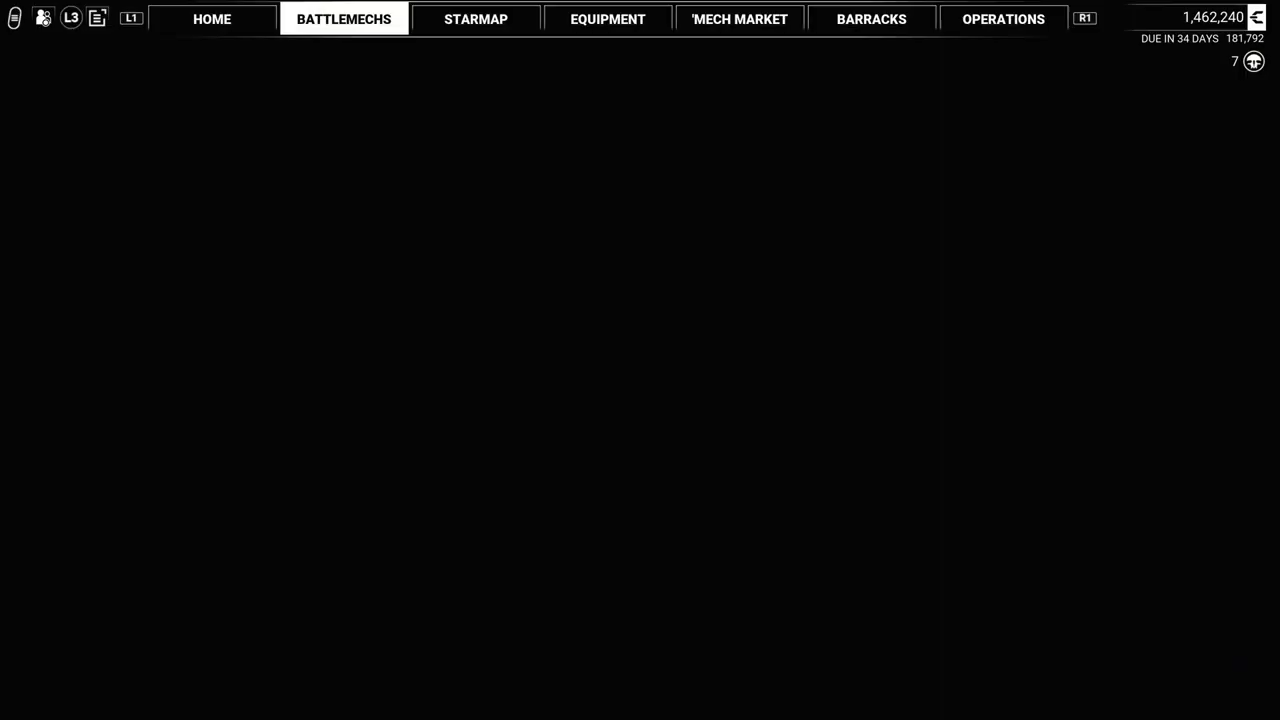 L3 L1 HOME BATTLEMECHS STARMAP EQUIPMENT 'MECH MARKET BARRACKS OPERATIONS R1 1,462,240
DUE IN 34 DAYS 181,792
7